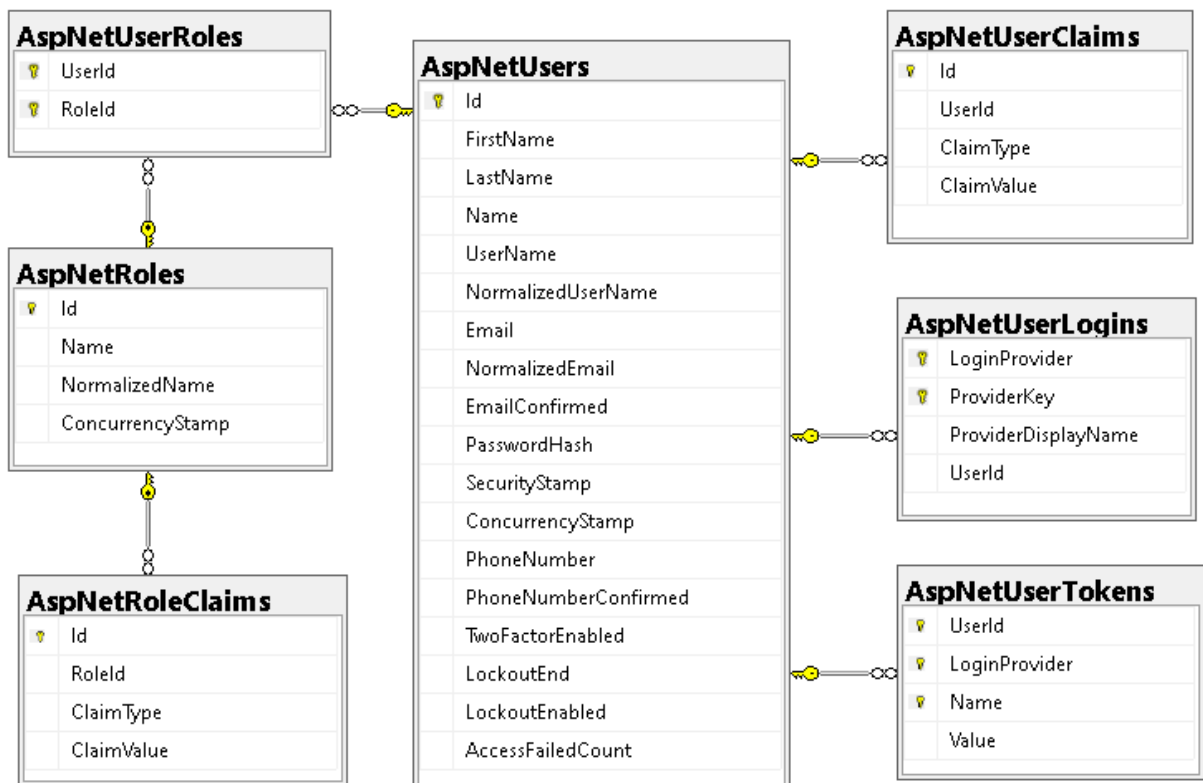 AspNetUserRoles
UserId
RoleId
AspNetRoles
Id
Name
NormalizedName
ConcurrencyStamp
AspNetRoleClaims
Id
RoleId
ClaimType
ClaimValue
AspNetUsers
Id
FirstName
LastName
Name
UserName
NormalizedUserName
Email
NormalizedEmail
EmailConfirmed
PasswordHash
SecurityStamp
ConcurrencyStamp
PhoneNumber
PhoneNumberConfirmed
TwoFactorEnabled
LockoutEnd
LockoutEnabled
AccessFailedCount
AspNetUserClaims
Id
UserId
ClaimType
ClaimValue
AspNetUserLogins
LoginProvider
ProviderKey
ProviderDisplayName
UserId
AspNetUserTokens
UserId
LoginProvider
Name
Value